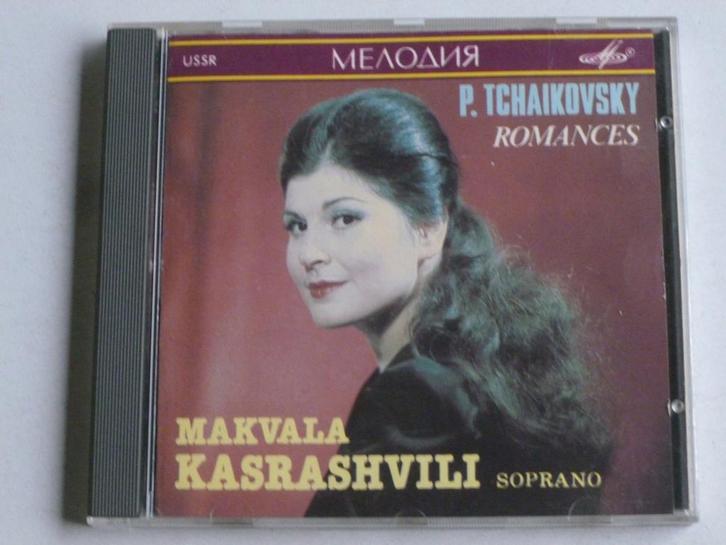 USSR МЕЛОДИЯ
P. TCHAIKOVSKY
ROMANCES
MAKVALA
KASRASHVILI SOPRANO